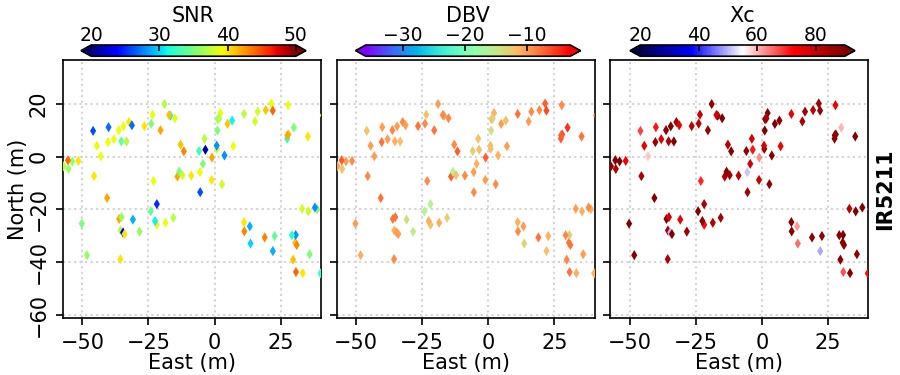 SNR DBV Xc
20 30 40 50 −30 −20 −10 20 40 60 80
20
0
−20
−40
−60
North (m)
−50 −25 0 25 −50 −25 0 25 −50 −25 0 25
East (m) East (m) East (m)
IR5211